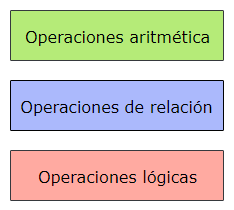 Operaciones aritmética
Operaciones de relación
Operaciones lógicas